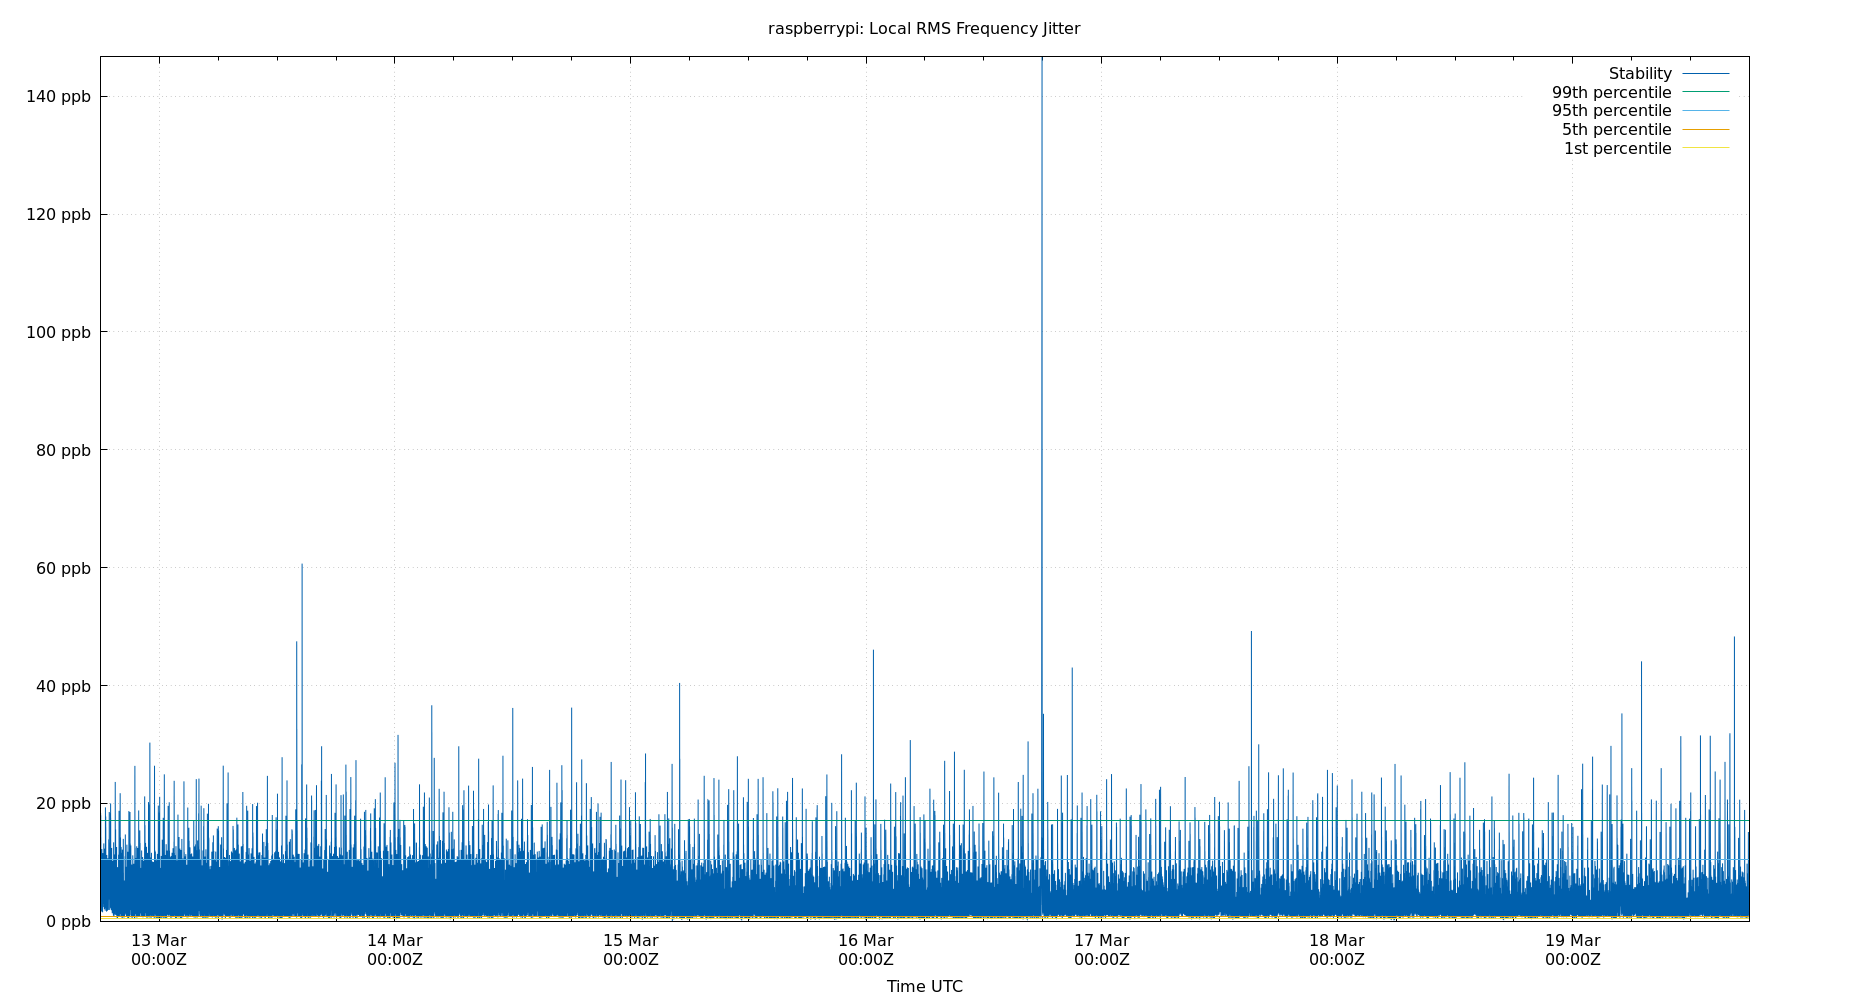 raspberrypi: Local RMS Frequency Jitter
Stability
99th percentile
95th percentile
5th percentile
1st percentile
140 ppb
120 ppb
100 ppb
80 ppb
60 ppb
40 ppb
20 ppb
0 ppb
13 Mar 14 Mar 15 Mar 16 Mar 17 Mar 18 Mar 19 Mar
00:00Z 00:00Z 00:00Z 00:00Z 00:00Z 00:00Z 00:00Z
Time UTC